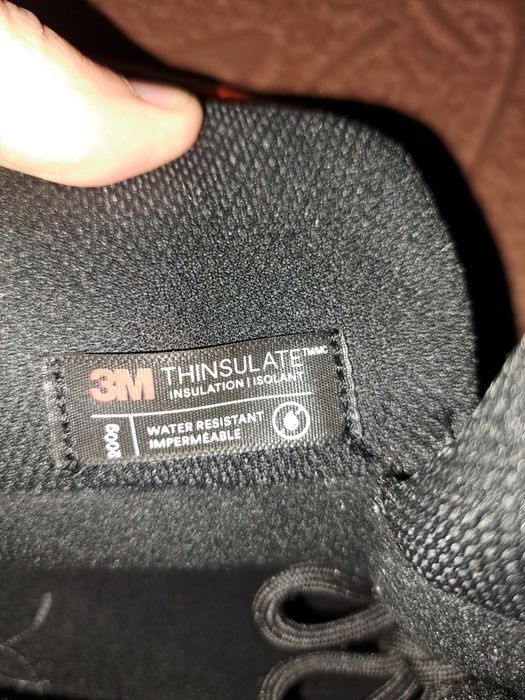 3M THINSULATE™MC
INSULATION | ISOLANT
200g
WATER RESISTANT
IMPERMÉABLE